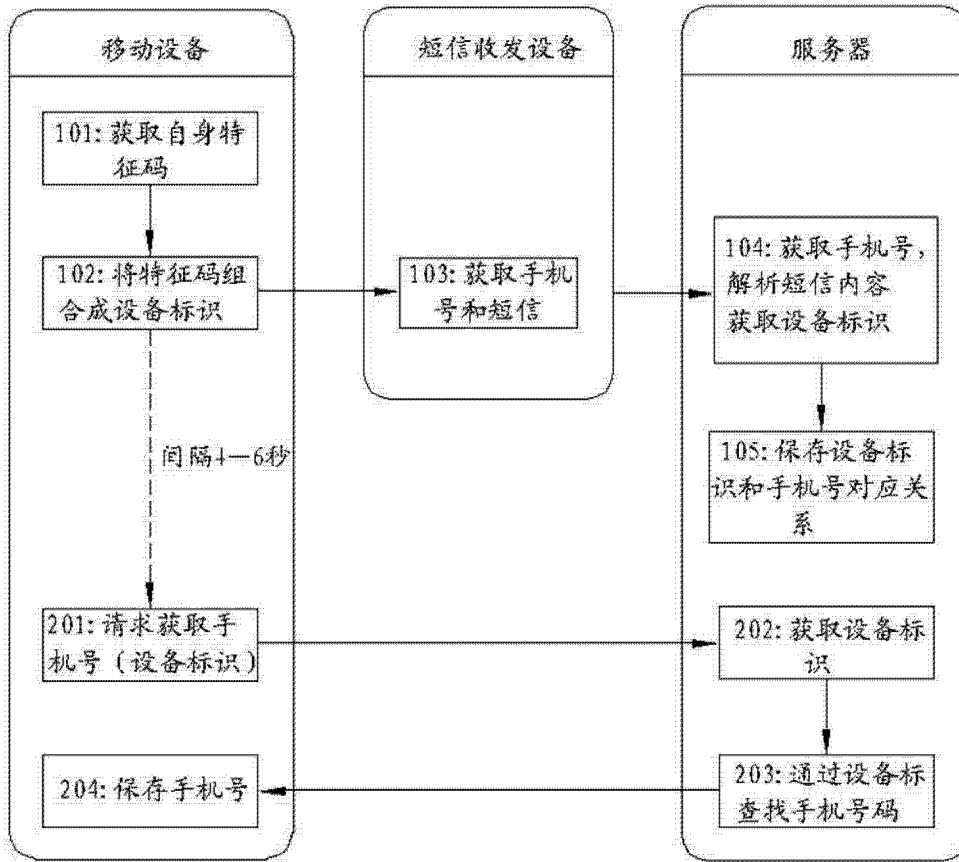 移动设备
短信收发设备
服务器
101:获取自身特
征码
102:将特征码组
合成设备标识
103:获取手机
号和短信
104:获取手机号，
解析短信内容
获取设备标识
105:保存设备标
识和手机号对应关
系
间隔4—6秒
201:请求获取手
机号（设备标识）
202:获取设备标
识
203:通过设备标
查找手机号码
204:保存手机号